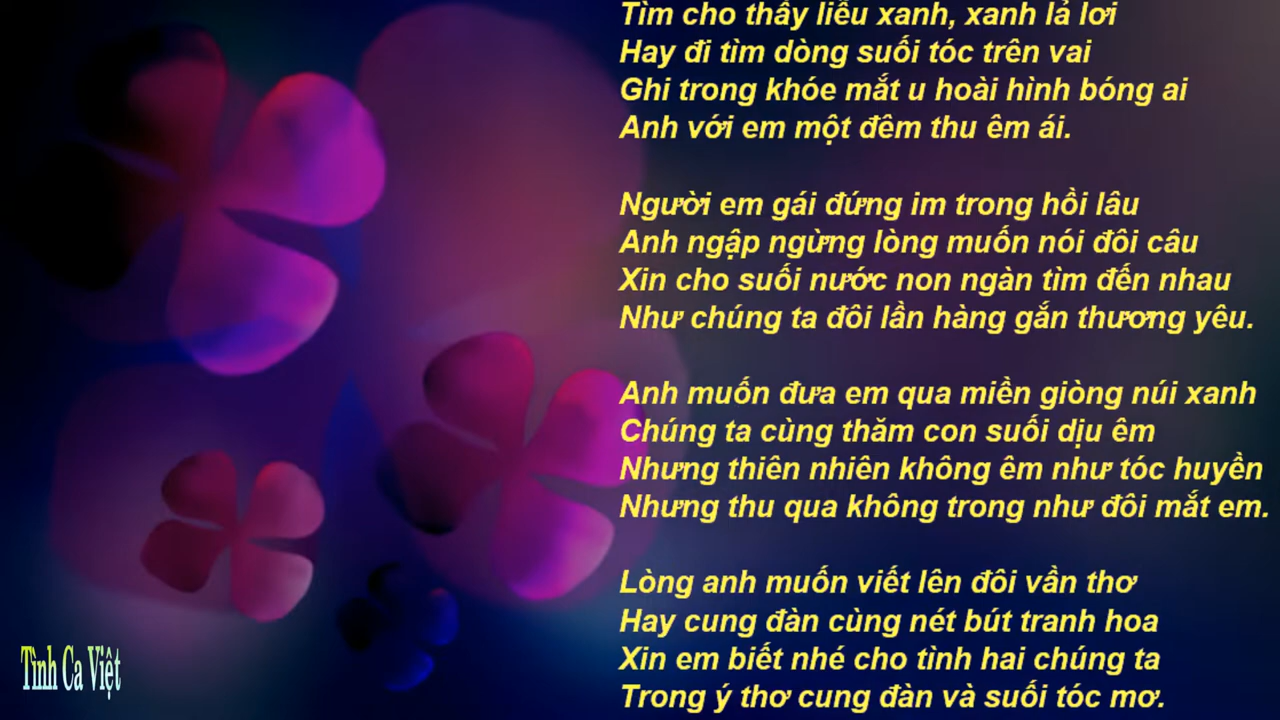 Tìm cho thấy liễu xanh, xanh lả lơi
Hay đi tìm dòng suối tóc trên vai
Ghi trong khóe mắt u hoài hình bóng ai
Anh với em một đêm thu êm ái.
Người em gái đứng im trong hồi lâu
Anh ngập ngừng lòng muốn nói đôi câu
Xin cho suối nước non ngàn tìm đến nhau
Như chúng ta đôi lần hàng gắn thương yêu.
Anh muốn đưa em qua miền giòng núi xanh
Chúng ta cùng thăm con suối dịu êm
Nhưng thiên nhiên không êm như tóc huyền
Nhưng thu qua không trong như đôi mắt em.
Lòng anh muốn viết lên đôi vần thơ
Hay cung đàn cùng nét bút tranh hoa
Xin em biết nhé cho tình hai chúng ta
Trong ý thơ cung đàn và suối tóc mơ.
Tình Ca Việt